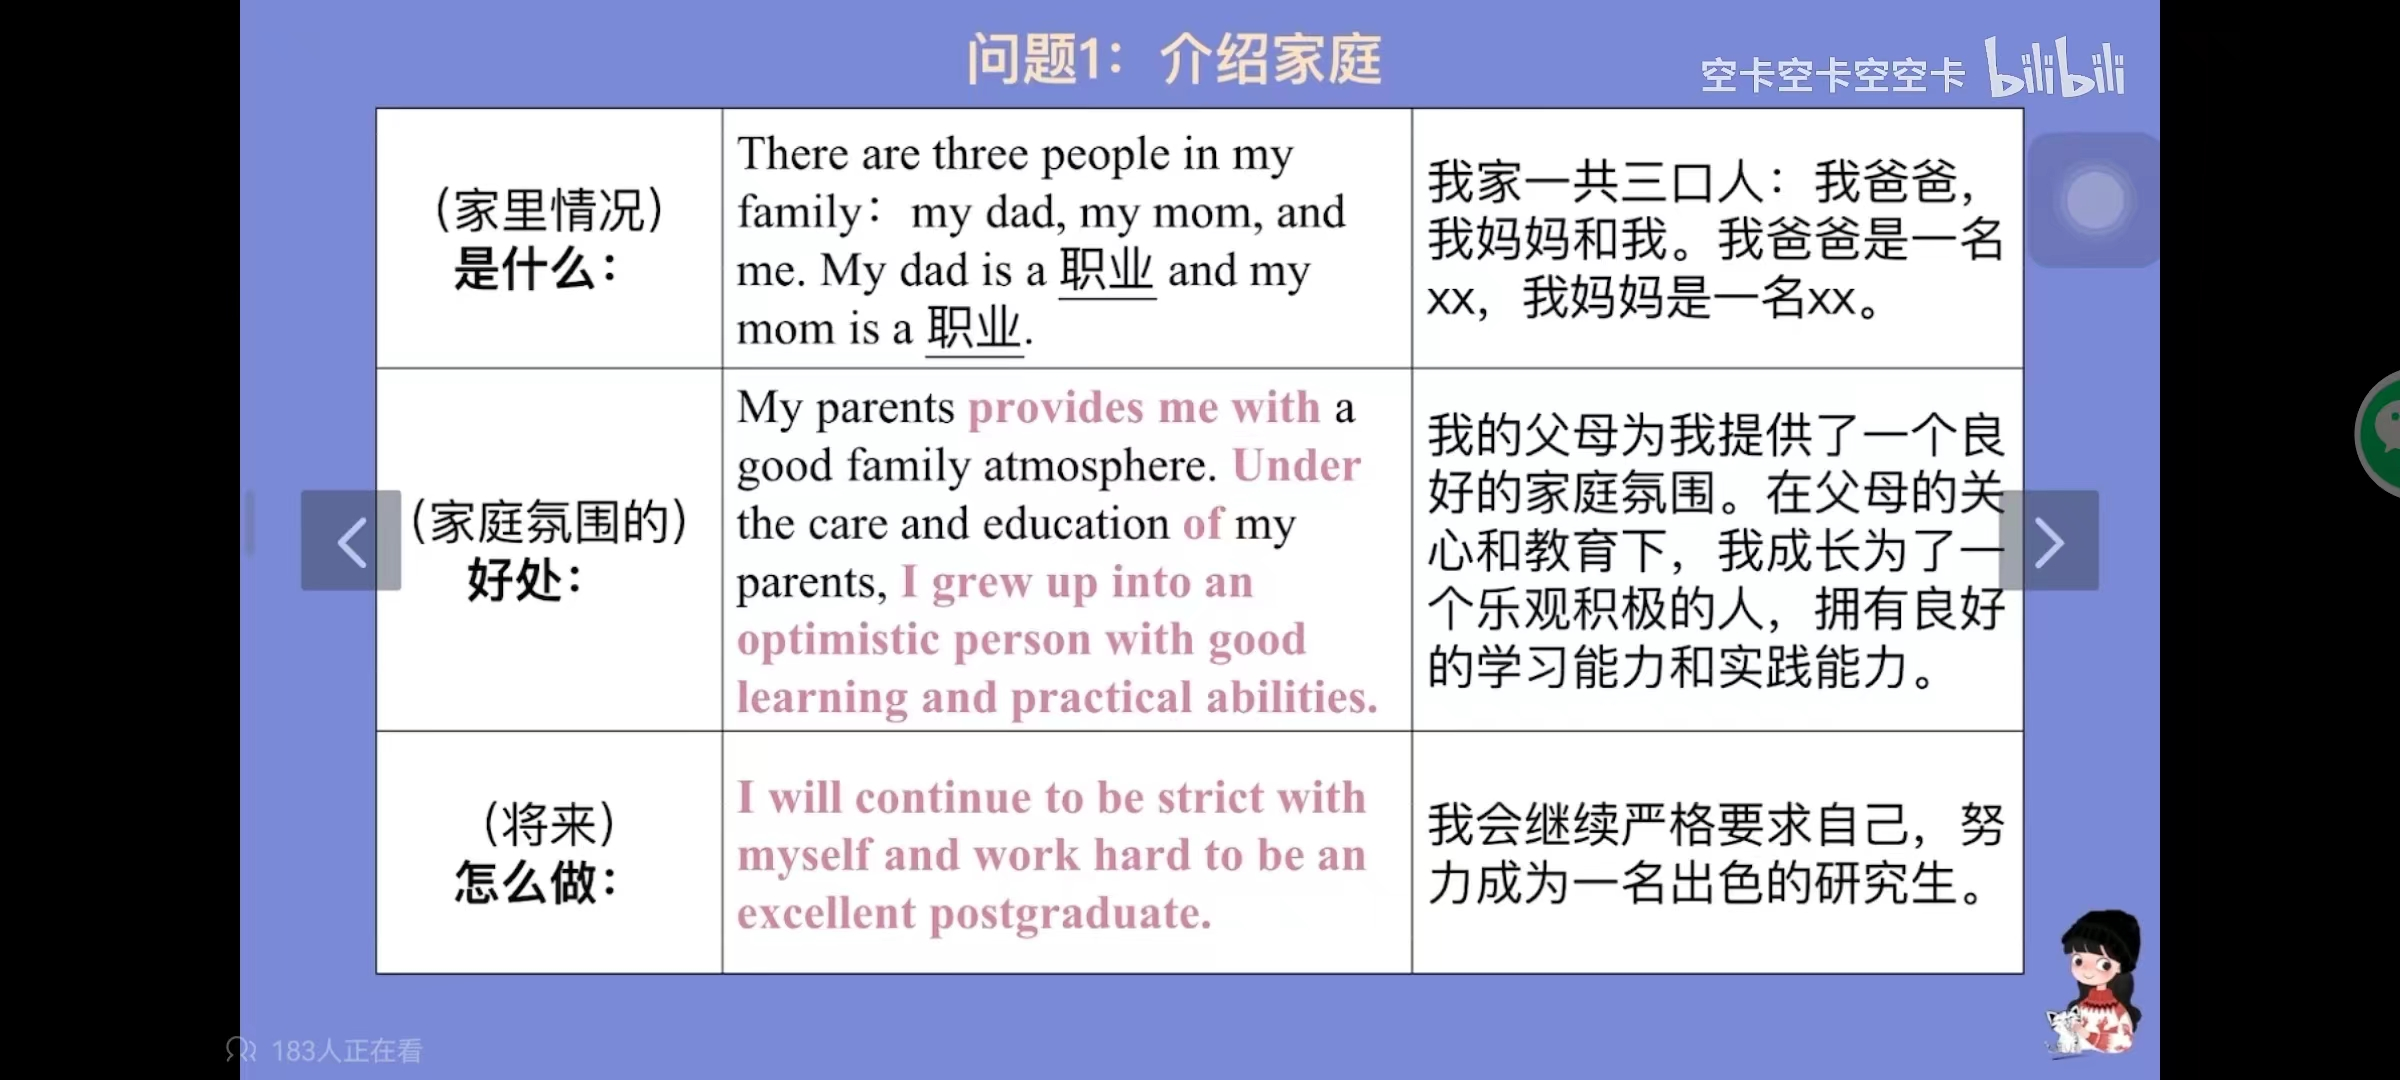 问题1：介绍家庭
空卡空卡空空卡 bilibili
（家里情况）
是什么：
There are three people in my
family： my dad, my mom, and
me. My dad is a 职业 and my
mom is a 职业.
我家一共三口人：我爸爸，
我妈妈和我。我爸爸是一名
xx，我妈妈是一名xx。
（家庭氛围的）
好处：
My parents provides me with a
good family atmosphere. Under
the care and education of my
parents, I grew up into an
optimistic person with good
learning and practical abilities.
我的父母为我提供了一个良
好的家庭氛围。在父母的关
心和教育下，我成长为了一
个乐观积极的人，拥有良好
的学习能力和实践能力。
（将来）
怎么做：
I will continue to be strict with
myself and work hard to be an
excellent postgraduate.
我会继续严格要求自己，努
力成为一名出色的研究生。
183人正在看